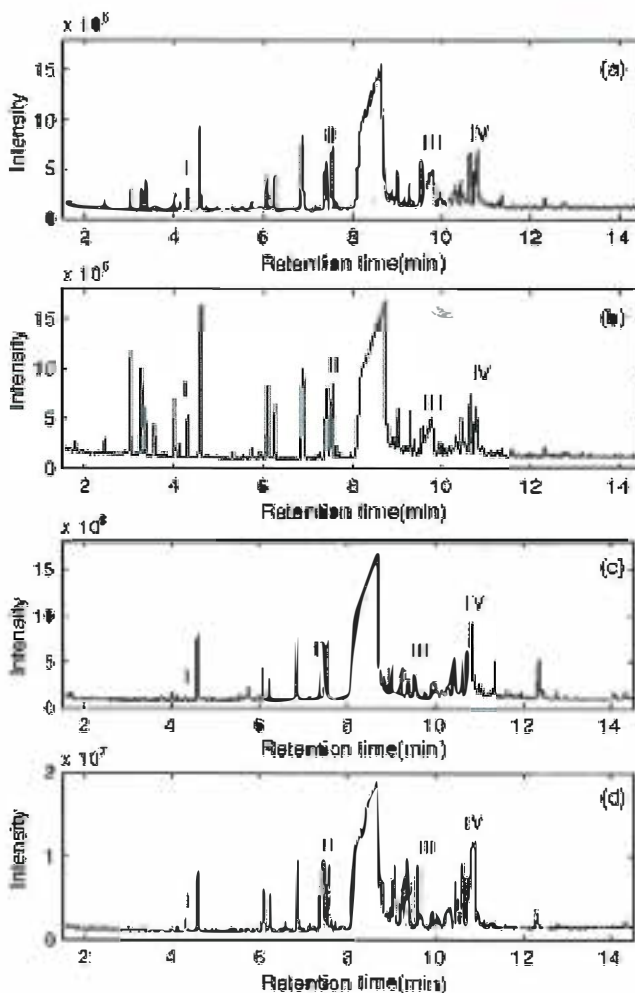 x 10⁶
15
10
5
0
Intensity
(a)
I
II
III
IV
2 4 6 8 10 12 14
Retention time(min)
x 10⁶
15
10
5
0
Intensity
(b)
I
II
III
IV
2 4 6 8 10 12 14
Retention time(min)
x 10⁶
15
10
5
0
Intensity
(c)
I
II
III
IV
2 4 6 8 10 12 14
Retention time(min)
x 10⁷
2
1
0
Intensity
(d)
I
II
III
IV
2 4 6 8 10 12 14
Retention time(min)